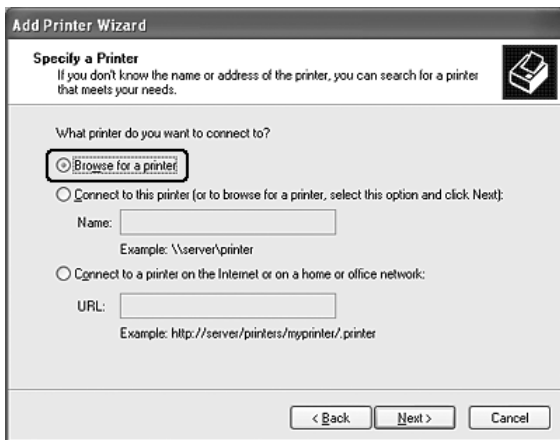 Add Printer Wizard
Specify a Printer
If you don't know the name or address of the printer, you can search for a printer
that meets your needs.
What printer do you want to connect to?
Browse for a printer
Connect to this printer (or to browse for a printer, select this option and click Next):
Name:
Example: \\server\printer
Connect to a printer on the Internet or on a home or office network:
URL:
Example: http://server/printers/myprinter/.printer
< Back Next > Cancel